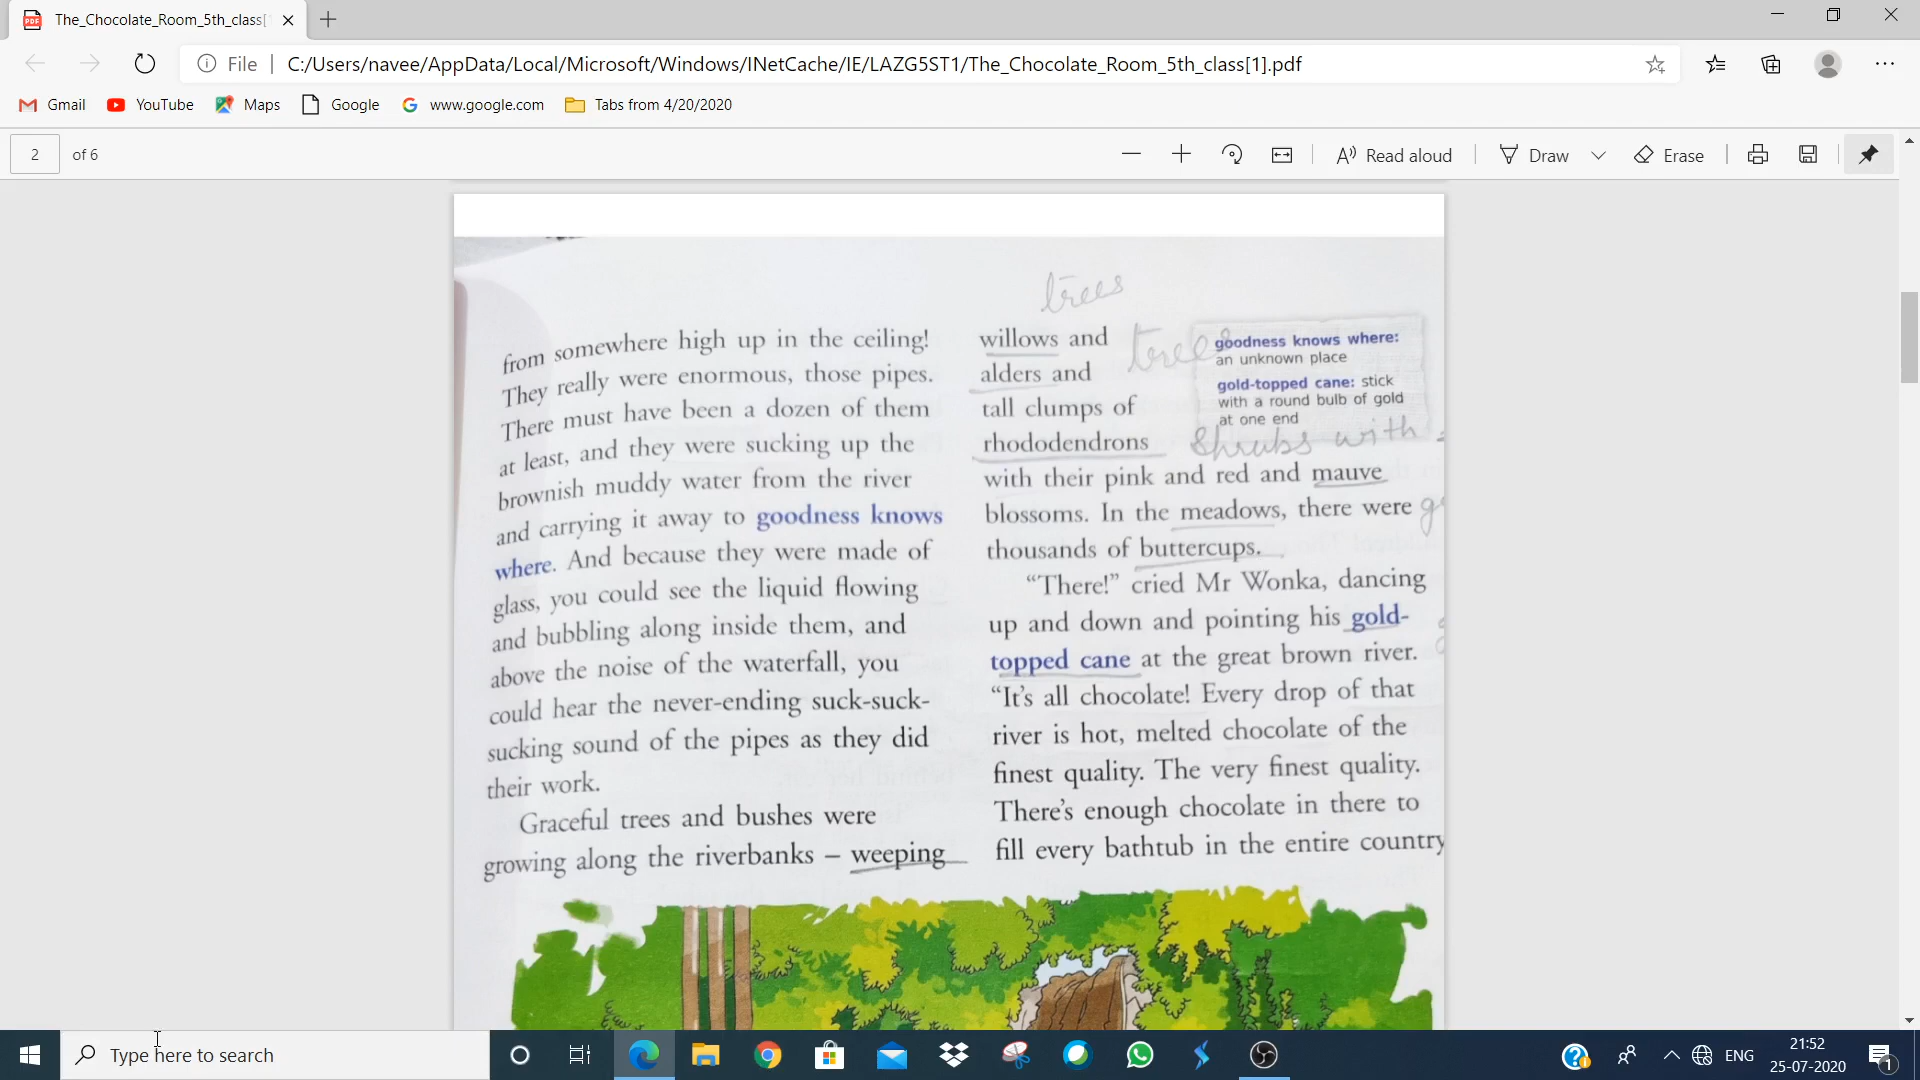 The_Chocolate_Room_5th_class[
File
C:/Users/navee/AppData/Local/Microsoft/Windows/INetCache/IE/LAZG5ST1/The_Chocolate_Room_5th_class[1].pdf
Gmail
YouTube
Maps
Google
www.google.com
Tabs from 4/20/2020
2
of 6
Read aloud
Draw
Erase
from somewhere high up in the ceiling!
They really were enormous, those pipes.
There must have been a dozen of them
at least, and they were sucking up the
brownish muddy water from the river
and carrying it away to goodness knows
where. And because they were made of
glass, you could see the liquid flowing
and bubbling along inside them, and
above the noise of the waterfall, you
could hear the never-ending suck-suck-
sucking sound of the pipes as they did
their work.
Graceful trees and bushes were
growing along the riverbanks – weeping
trees
willows and
alders and
tree
tall clumps of
rhododendrons
shrubs with
with their pink and red and mauve
blossoms. In the meadows, there were
thousands of buttercups.
“There!” cried Mr Wonka, dancing
up and down and pointing his gold-
topped cane at the great brown river.
“It’s all chocolate! Every drop of that
river is hot, melted chocolate of the
finest quality. The very finest quality.
There’s enough chocolate in there to
fill every bathtub in the entire country
goodness knows where:
an unknown place
gold-topped cane: stick
with a round bulb of gold
at one end
Type here to search
ENG
21:52
25-07-2020
1